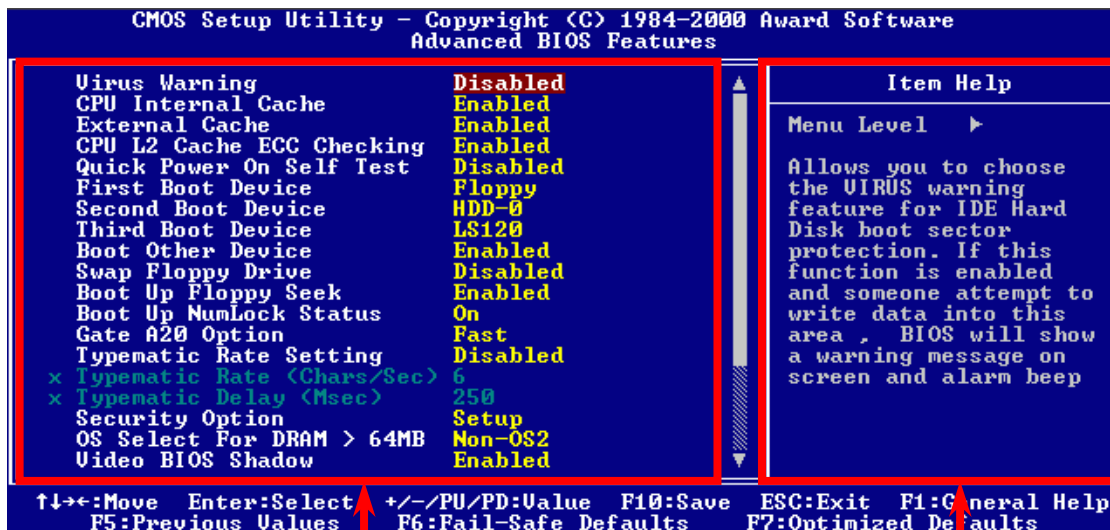 CMOS Setup Utility – Copyright (C) 1984–2000 Award Software
Advanced BIOS Features
Virus Warning Disabled
CPU Internal Cache Enabled
External Cache Enabled
CPU L2 Cache ECC Checking Enabled
Quick Power On Self Test Disabled
First Boot Device Floppy
Second Boot Device HDD-0
Third Boot Device LS120
Boot Other Device Enabled
Swap Floppy Drive Disabled
Boot Up Floppy Seek Enabled
Boot Up NumLock Status On
Gate A20 Option Fast
Typematic Rate Setting Disabled
x Typematic Rate (Chars/Sec) 6
x Typematic Delay (Msec) 250
Security Option Setup
OS Select For DRAM > 64MB Non-OS2
Video BIOS Shadow Enabled
Item Help
Menu Level ►
Allows you to choose
the VIRUS warning
feature for IDE Hard
Disk boot sector
protection. If this
function is enabled
and someone attempt to
write data into this
area , BIOS will show
a warning message on
screen and alarm beep
↑↓→←:Move Enter:Select +/-/PU/PD:Value F10:Save ESC:Exit F1:General Help
F5:Previous Values F6:Fail-Safe Defaults F7:Optimized Defaults